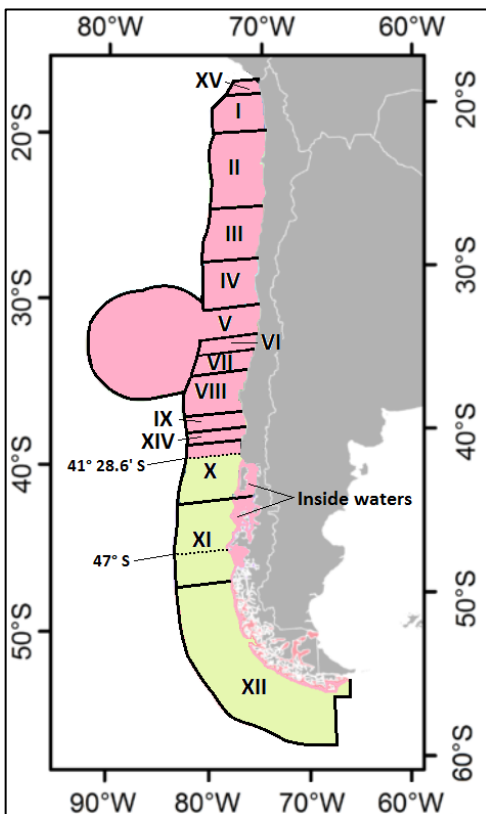 80°W 70°W 60°W
XV
I
20°S
20°S
II
III
30°S
IV
30°S
V
VI
VII
VIII
IX
40°S
XIV
41° 28.6' S
40°S
X
Inside waters
XI
47° S
50°S
50°S
XII
60°S
90°W 80°W 70°W